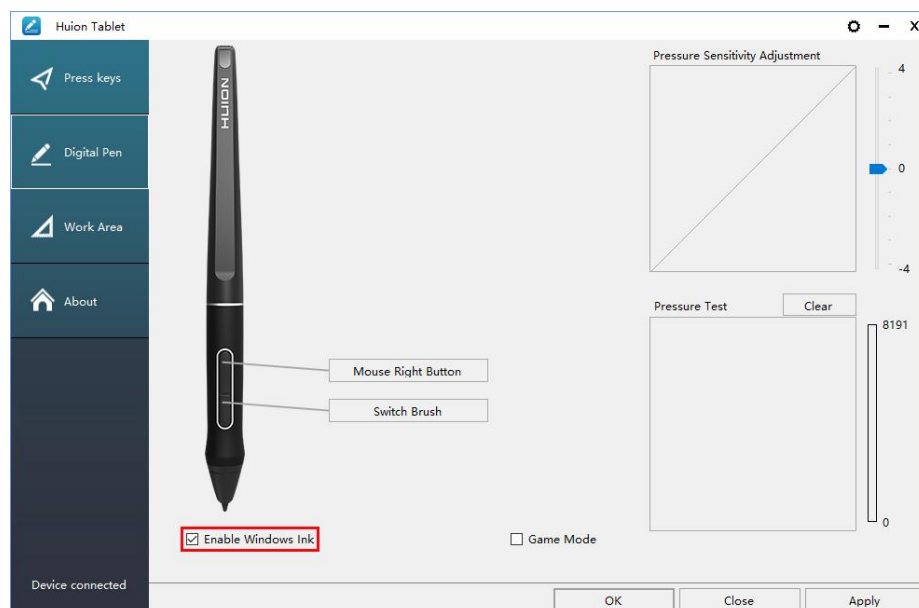 Huion Tablet
X
Press keys
Digital Pen
Work Area
About
Device connected
HUION
Mouse Right Button
Switch Brush
Enable Windows Ink
Game Mode
Pressure Sensitivity Adjustment
4
0
-4
Pressure Test
Clear
8191
0
OK
Close
Apply